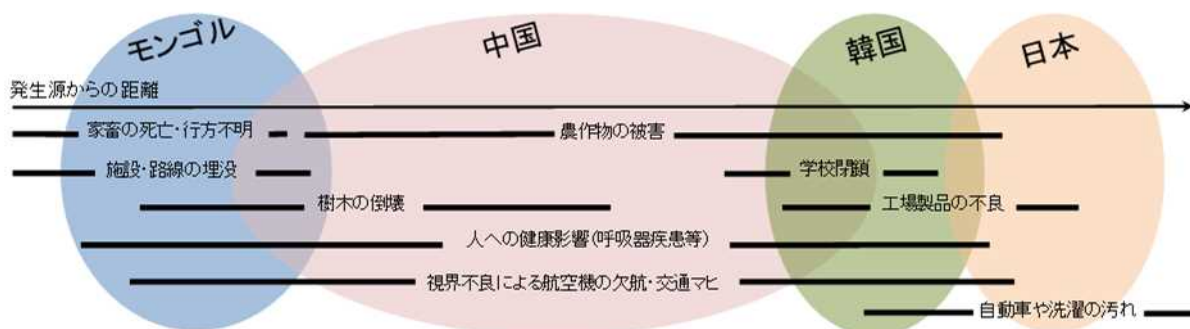 モンゴル
中国
韓国
日本
発生源からの距離
家畜の死亡・行方不明
農作物の被害
施設・路線の埋没
学校閉鎖
樹木の倒壊
工場製品の不良
人への健康影響(呼吸器疾患等)
視界不良による航空機の欠航・交通マヒ
自動車や洗濯の汚れ